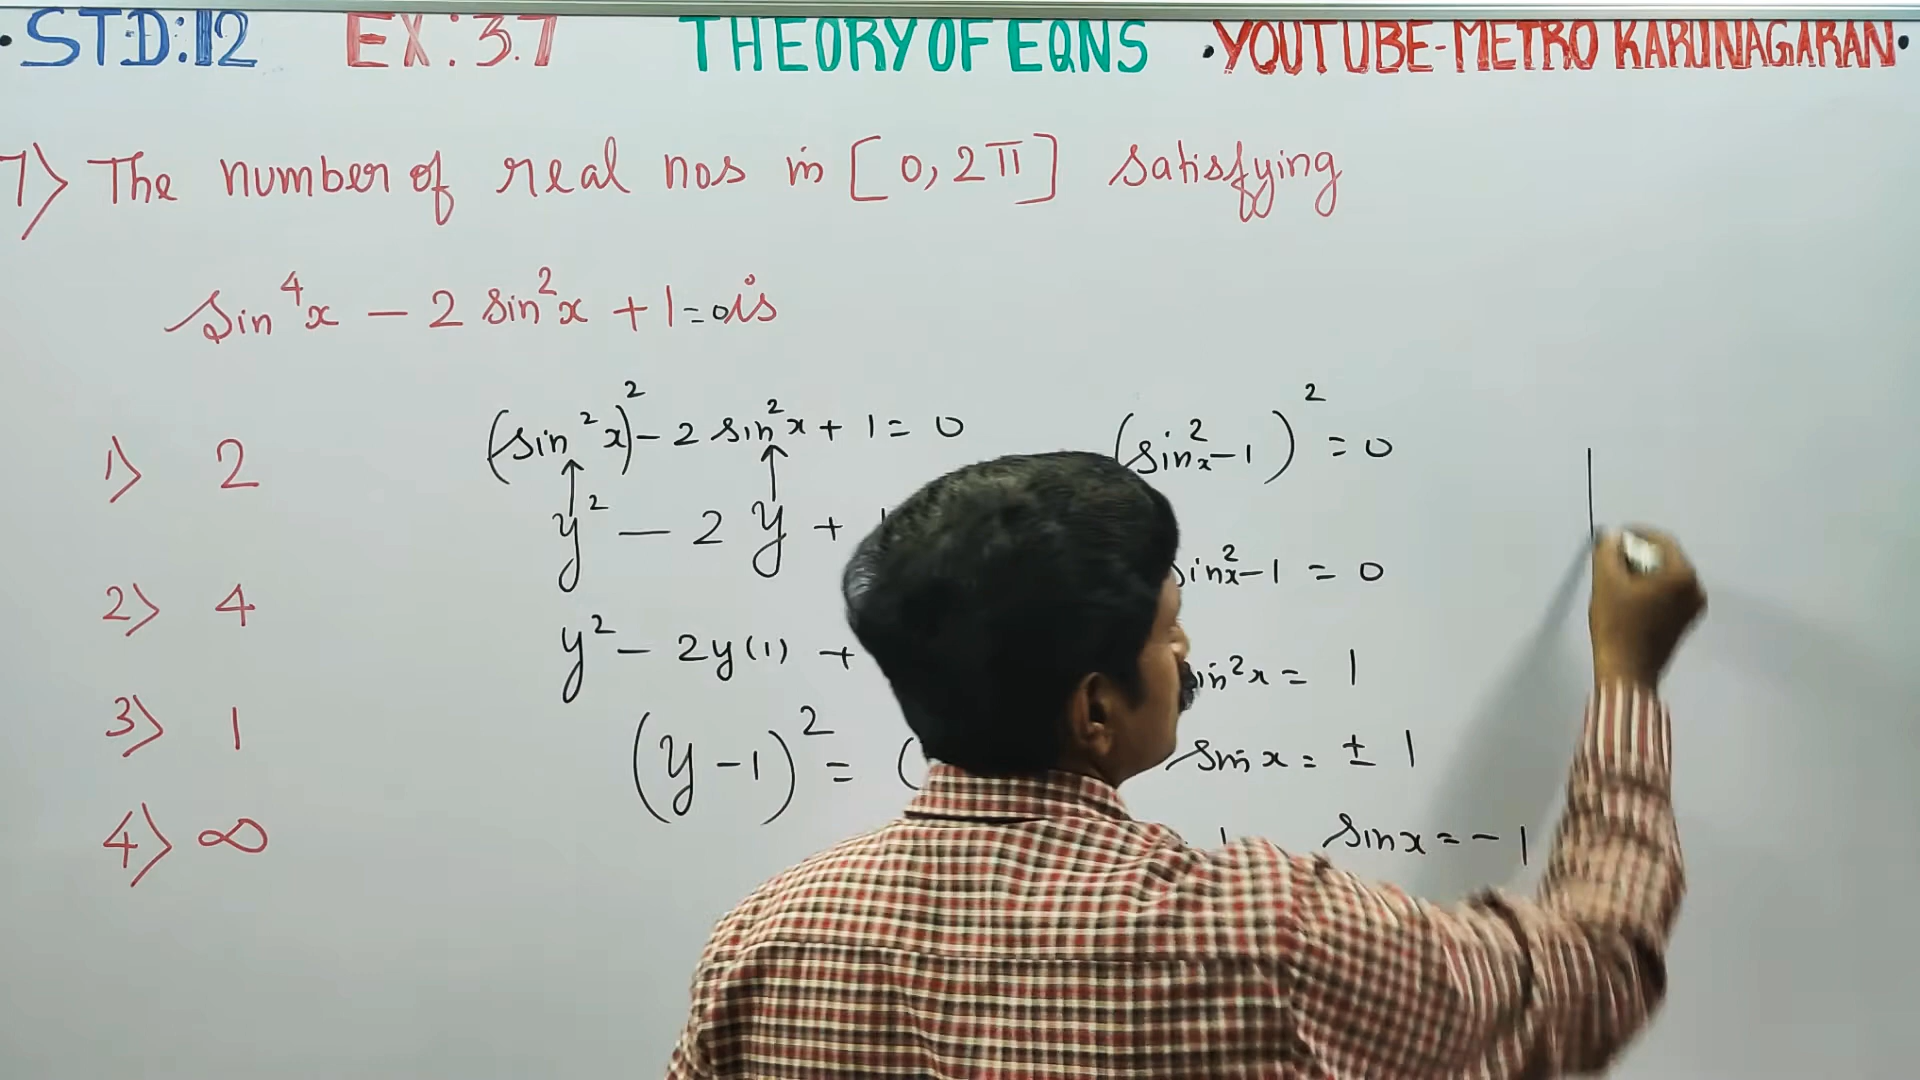 •STD:12 EX:3.7 THEORY OF EQNS •YOUTUBE-METRO KARUNAGARAN•
7) The number of real nos in [0, 2π] satisfying
sin⁴x − 2 sin²x + 1 = 0 is
1) 2
2) 4
3) 1
4) ∞
(sin²x)² − 2 sin²x + 1 = 0
y² − 2 y +
y² − 2y(1) +
(y − 1)² =
(sin²x − 1)² = 0
sin²x − 1 = 0
sin²x = 1
sin x = ± 1
sin x = − 1